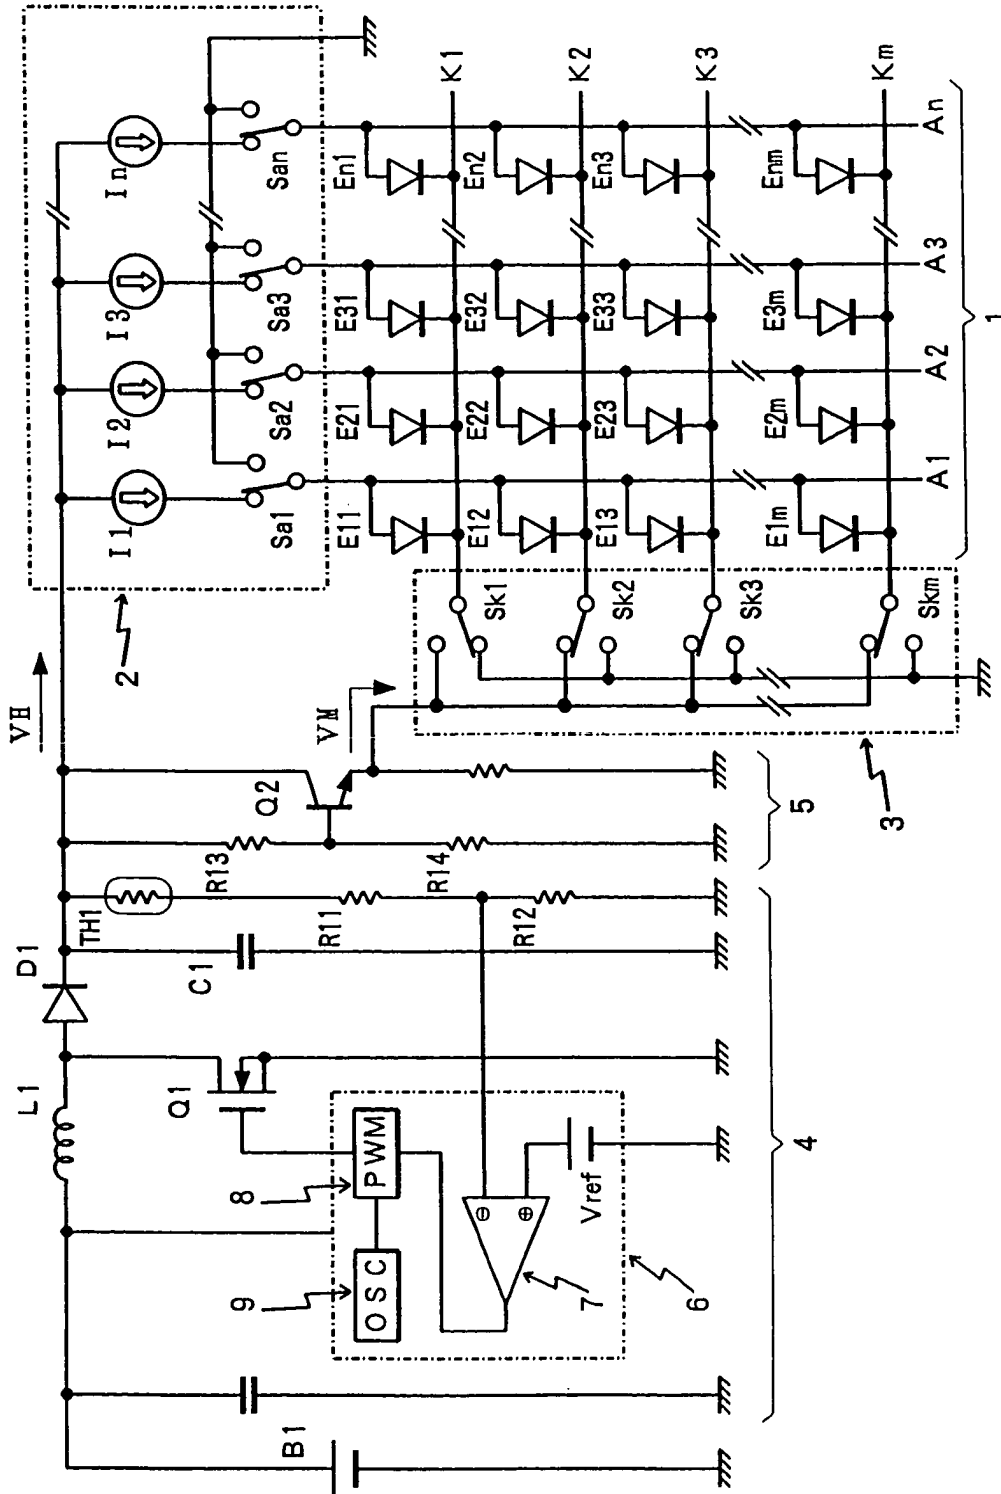 VH
2
I1
I2
I3
In
Sa1
Sa2
Sa3
San
L1
D1
B1
Q1
C1
TH1
R11
R12
R13
R14
Q2
VM
9
OSC
8
PWM
7
⊖
⊕
Vref
6
4
5
3
Sk1
Sk2
Sk3
Skm
E11
E21
E31
En1
K1
E12
E22
E32
En2
K2
E13
E23
E33
En3
K3
E1m
E2m
E3m
Enm
Km
A1
A2
A3
An
1